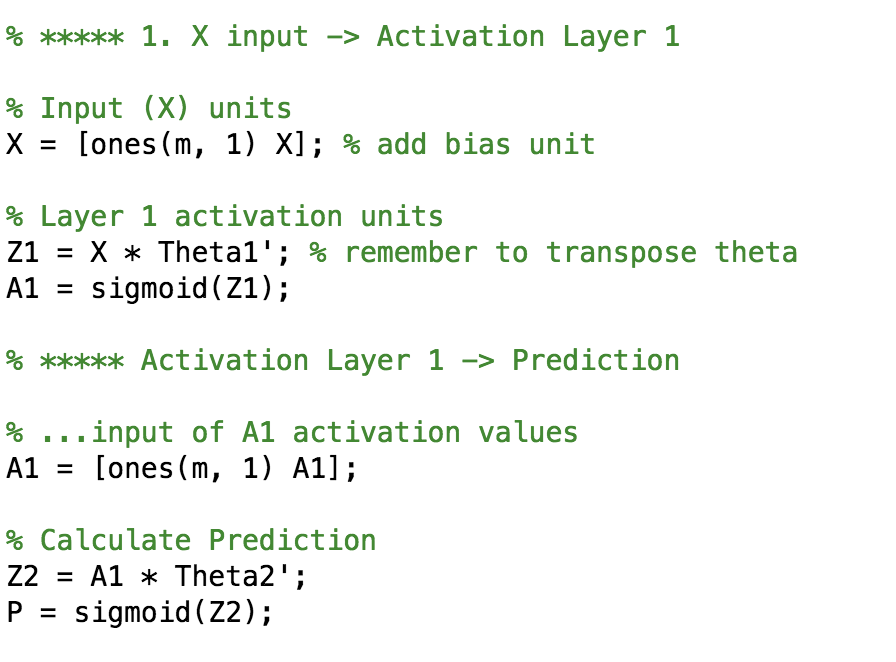 % ***** 1. X input -> Activation Layer 1
% Input (X) units
X = [ones(m, 1) X]; % add bias unit
% Layer 1 activation units
Z1 = X * Theta1'; % remember to transpose theta
A1 = sigmoid(Z1);
% ***** Activation Layer 1 -> Prediction
% ...input of A1 activation values
A1 = [ones(m, 1) A1];
% Calculate Prediction
Z2 = A1 * Theta2';
P = sigmoid(Z2);